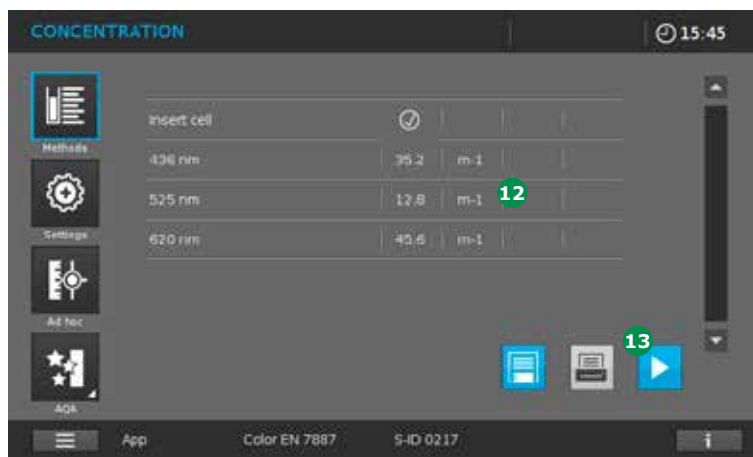 CONCENTRATION 15:45
Insert cell
Methods
436 nm 35.2 m-1
525 nm 12.8 m-1 12
Settings
620 nm 45.6 m-1
Ad hoc
13
AQA
App Color EN 7887 S-ID 0217 i